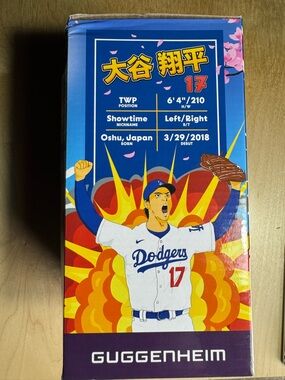 大谷 翔平
17
TWP
POSITION
6'4"/210
H/W
Showtime
NICKNAME
Left/Right
B/T
Oshu, Japan
BORN
3/29/2018
DEBUT
LA
Dodgers
17
GUGGENHEIM